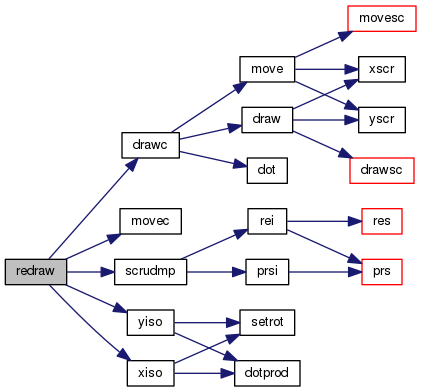 movesc
move
xscr
draw
yscr
drawc
dot
drawsc
movec
rei
res
redraw
scrudmp
prsi
prs
yiso
setrot
xiso
dotprod